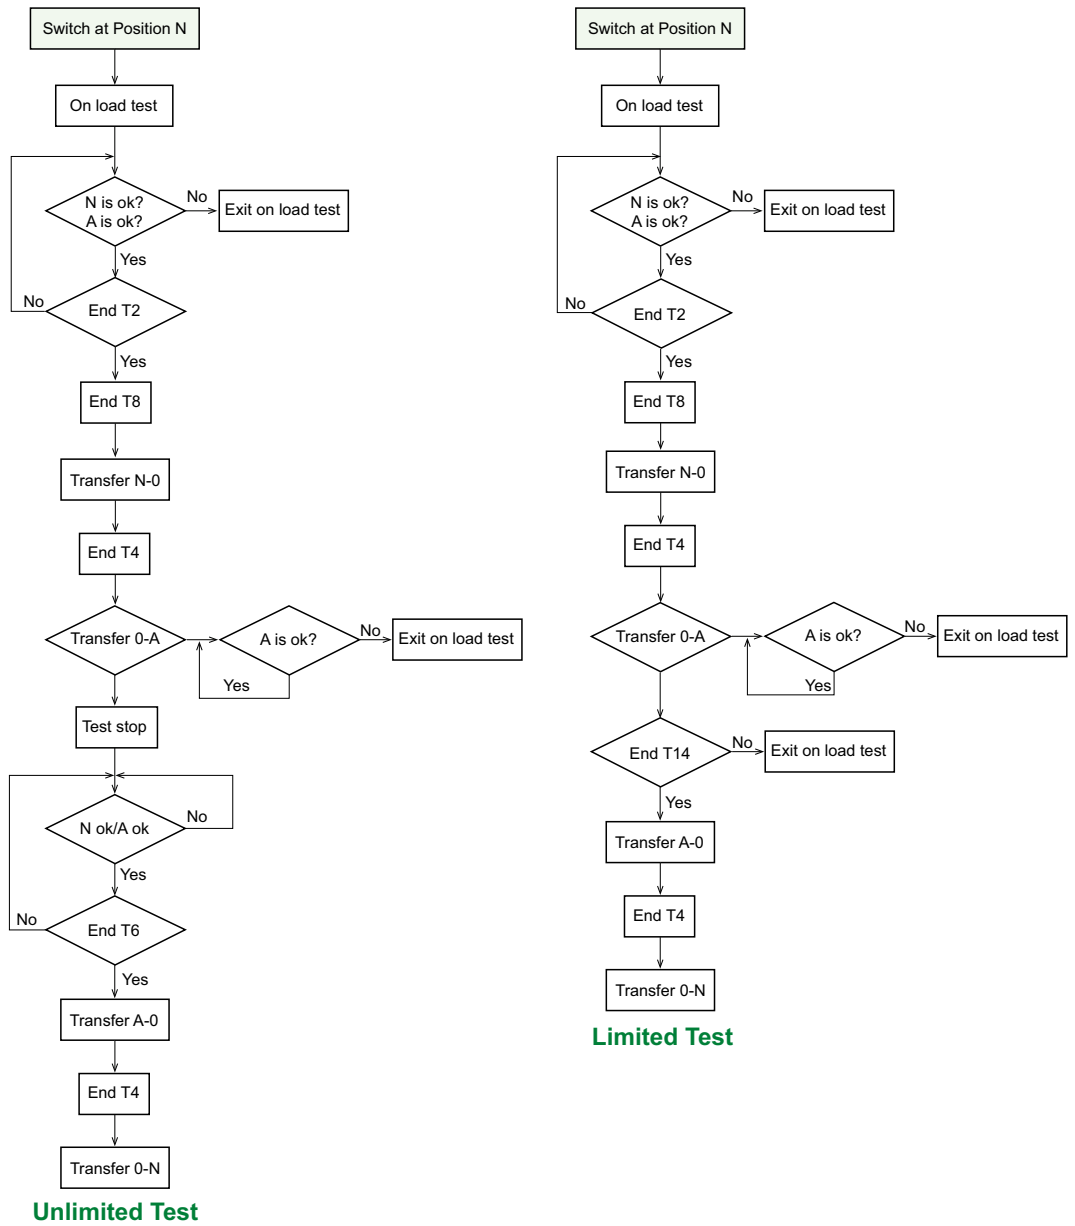 Switch at Position N
On load test
N is ok?
A is ok?
No
Exit on load test
Yes
End T2
No
Yes
End T8
Transfer N-0
End T4
Transfer 0-A
A is ok?
No
Exit on load test
Yes
Test stop
N ok/A ok
No
Yes
End T6
No
Yes
Transfer A-0
End T4
Transfer 0-N
Unlimited Test
Switch at Position N
On load test
N is ok?
A is ok?
No
Exit on load test
Yes
End T2
No
Yes
End T8
Transfer N-0
End T4
Transfer 0-A
A is ok?
No
Exit on load test
Yes
End T14
No
Exit on load test
Yes
Transfer A-0
End T4
Transfer 0-N
Limited Test